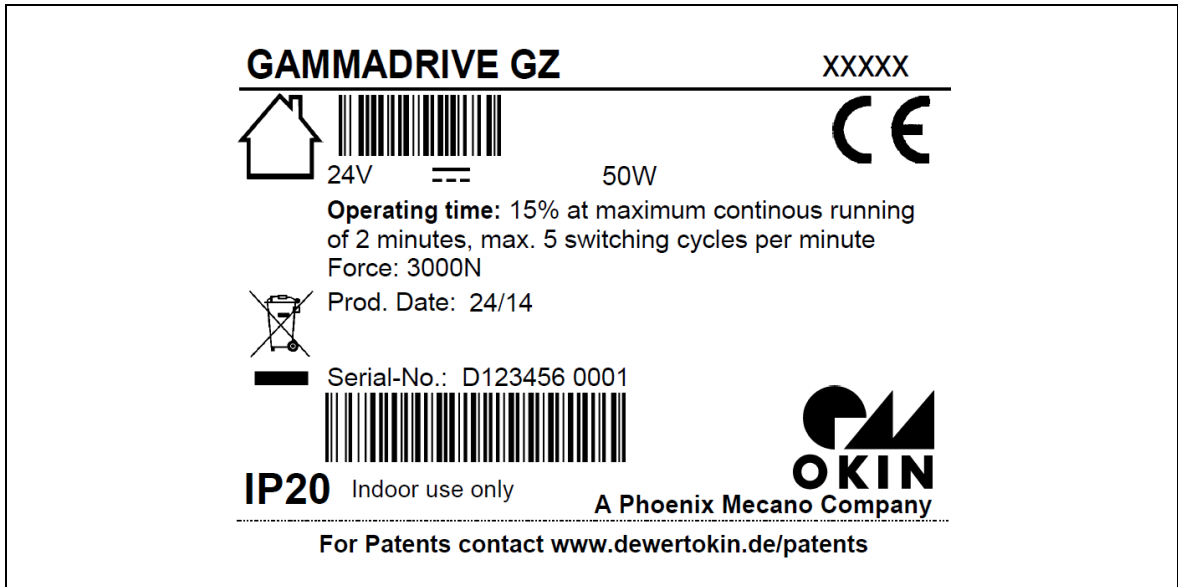 GAMMADRIVE GZ XXXXX
CE
24V 50W
Operating time: 15% at maximum continous running
of 2 minutes, max. 5 switching cycles per minute
Force: 3000N
Prod. Date: 24/14
Serial-No.: D123456 0001
OKIN
IP20 Indoor use only
A Phoenix Mecano Company
For Patents contact www.dewertokin.de/patents